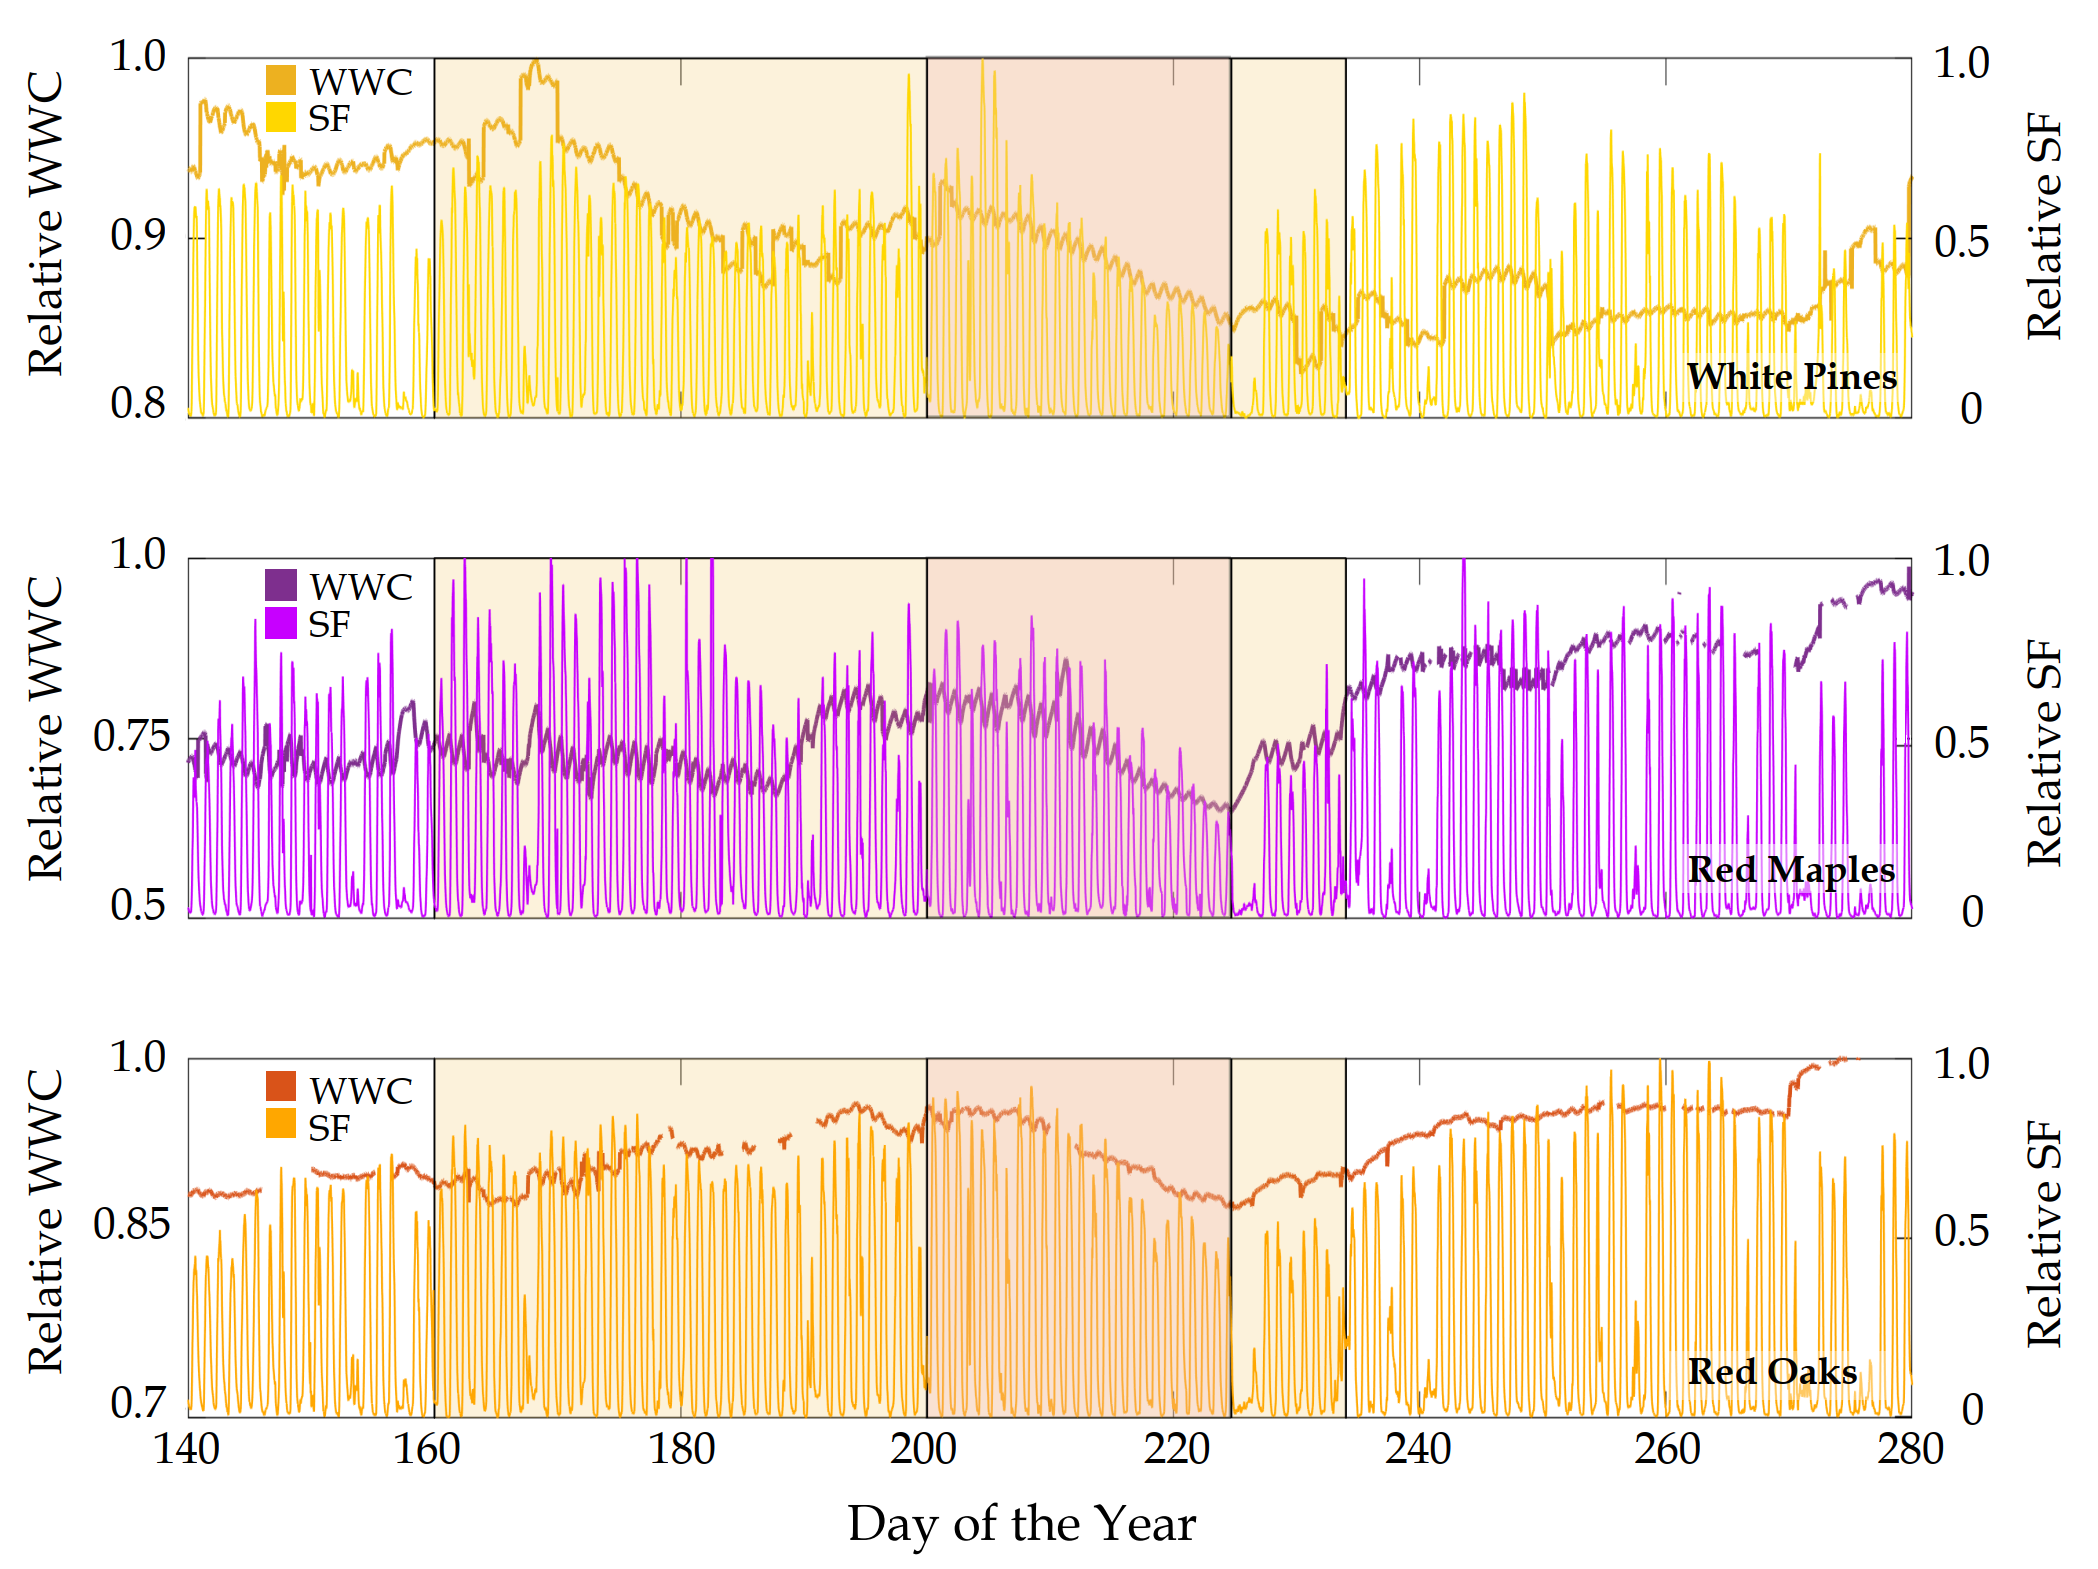 1.0
WWC
SF
0.9
0.8
Relative WWC
1.0
0.5
0
Relative SF
White Pines
1.0
WWC
SF
0.75
0.5
Relative WWC
1.0
0.5
0
Relative SF
Red Maples
1.0
WWC
SF
0.85
0.7
Relative WWC
1.0
0.5
0
Relative SF
Red Oaks
140 160 180 200 220 240 260 280
Day of the Year